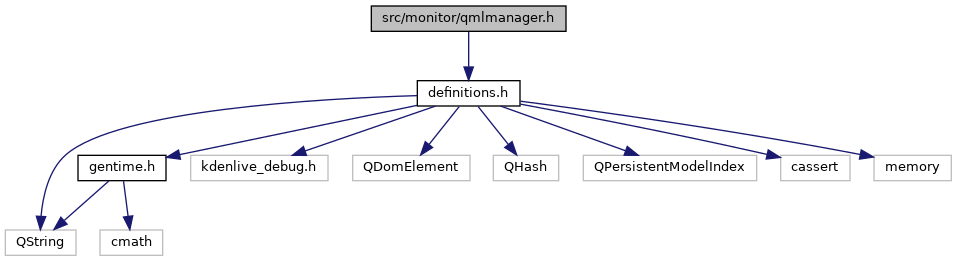 src/monitor/qmlmanager.h
definitions.h
gentime.h
kdenlive_debug.h
QDomElement
QHash
QPersistentModelIndex
cassert
memory
QString
cmath